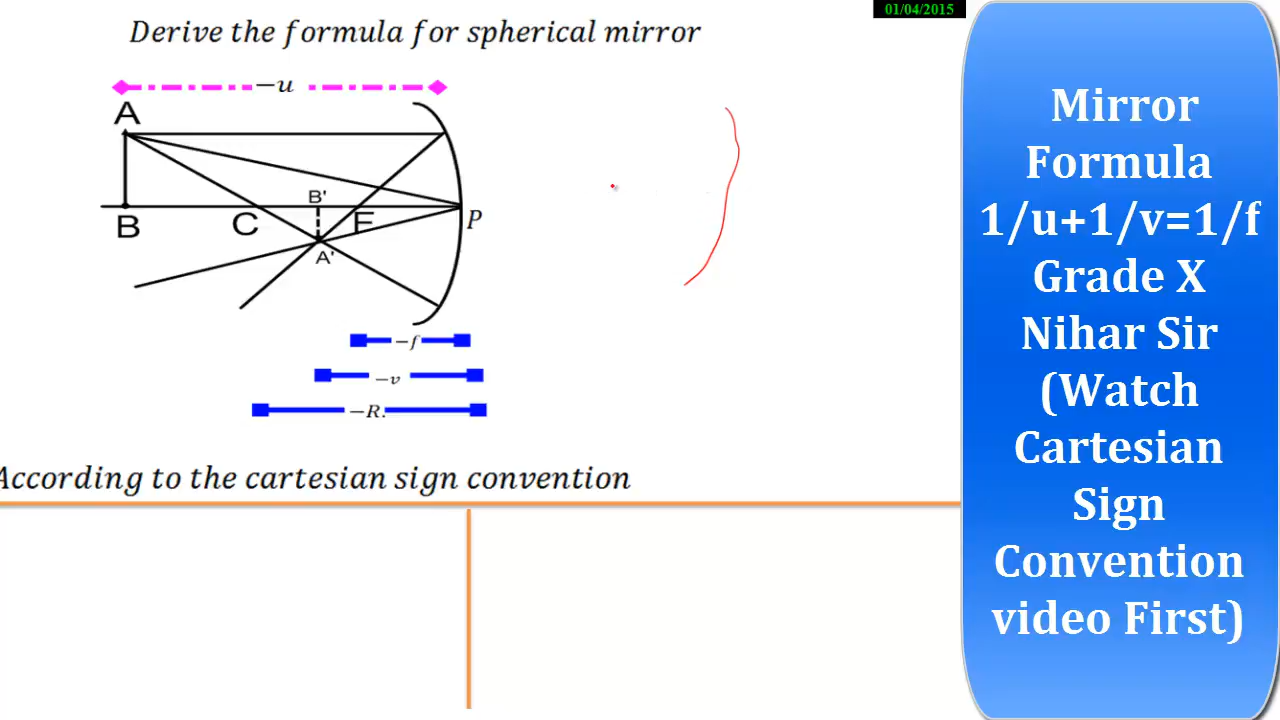 01/04/2015
Derive the formula for spherical mirror
−u
A
B
C
B'
F
P
A'
−f
−v
−R.
According to the cartesian sign convention
Mirror
Formula
1/u+1/v=1/f
Grade X
Nihar Sir
(Watch
Cartesian
Sign
Convention
video First)